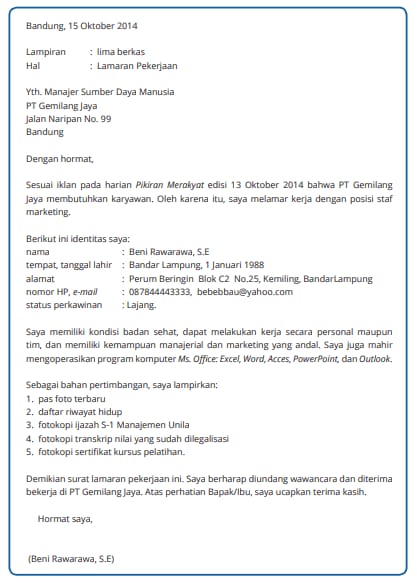 Bandung, 15 Oktober 2014
Lampiran : lima berkas
Hal : Lamaran Pekerjaan
Yth. Manajer Sumber Daya Manusia
PT Gemilang Jaya
Jalan Naripan No. 99
Bandung
Dengan hormat,
Sesuai iklan pada harian Pikiran Merakyat edisi 13 Oktober 2014 bahwa PT Gemilang
Jaya membutuhkan karyawan. Oleh karena itu, saya melamar kerja dengan posisi staf
marketing.
Berikut ini identitas saya:
nama : Beni Rawarawa, S.E
tempat, tanggal lahir : Bandar Lampung, 1 Januari 1988
alamat : Perum Beringin Blok C2 No.25, Kemiling, BandarLampung
nomor HP, e-mail : 087844443333, bebebbau@yahoo.com
status perkawinan : Lajang.
Saya memiliki kondisi badan sehat, dapat melakukan kerja secara personal maupun
tim, dan memiliki kemampuan manajerial dan marketing yang andal. Saya juga mahir
mengoperasikan program komputer Ms. Office: Excel, Word, Acces, PowerPoint, dan Outlook.
Sebagai bahan pertimbangan, saya lampirkan:
1. pas foto terbaru
2. daftar riwayat hidup
3. fotokopi ijazah S-1 Manajemen Unila
4. fotokopi transkrip nilai yang sudah dilegalisasi
5. fotokopi sertifikat kursus pelatihan.
Demikian surat lamaran pekerjaan ini. Saya berharap diundang wawancara dan diterima
bekerja di PT Gemilang Jaya. Atas perhatian Bapak/Ibu, saya ucapkan terima kasih.
Hormat saya,
(Beni Rawarawa, S.E)